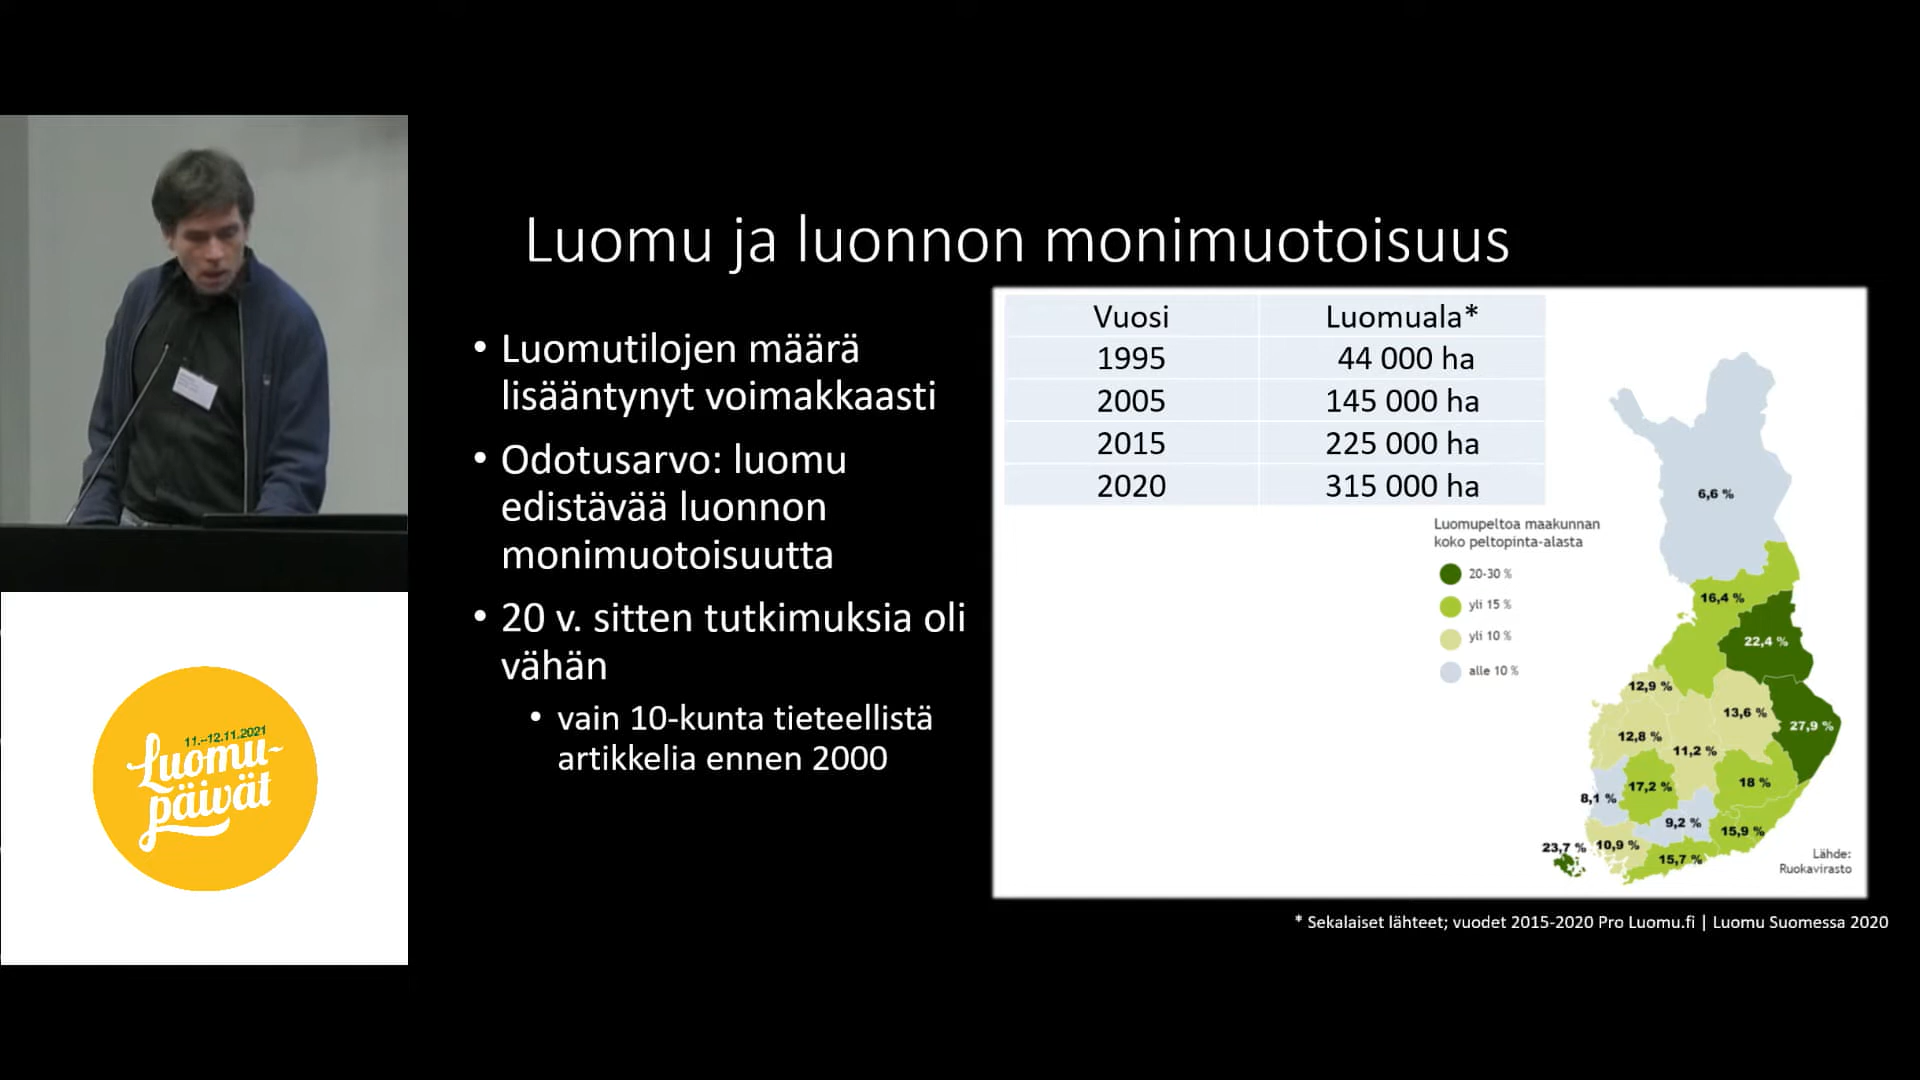 Luomu ja luonnon monimuotoisuus
• Luomutilojen määrä
lisääntynyt voimakkaasti
• Odotusarvo: luomu
edistävää luonnon
monimuotoisuutta
• 20 v. sitten tutkimuksia oli
vähän
• vain 10-kunta tieteellistä
artikkelia ennen 2000
Vuosi Luomuala*
1995 44 000 ha
2005 145 000 ha
2015 225 000 ha
2020 315 000 ha
Luomupeltoa maakunnan
koko peltopinta-alasta
20-30 %
yli 15 %
yli 10 %
alle 10 %
6,6 %
16,4 %
22,4 %
12,9 %
13,6 %
27,9 %
12,8 %
11,2 %
17,2 %
18 %
8,1 %
9,2 %
15,9 %
23,7 %
10,9 %
15,7 %
Lähde:
Ruokavirasto
* Sekalaiset lähteet; vuodet 2015-2020 Pro Luomu.fi | Luomu Suomessa 2020
11.-12.11.2021
Luomu-
päivät